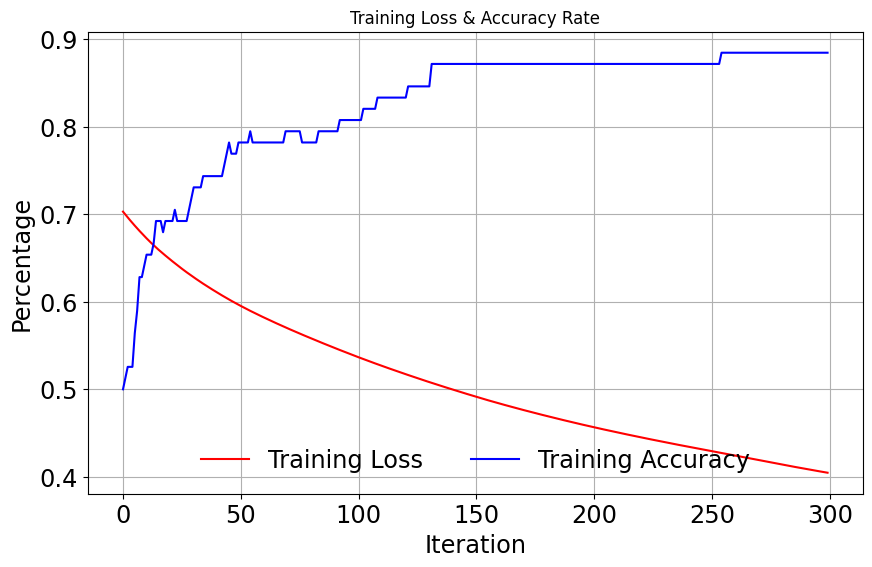 Training Loss & Accuracy Rate
0.9
0.8
0.7
0.6
0.5
0.4
Percentage
Training Loss Training Accuracy
0 50 100 150 200 250 300
Iteration